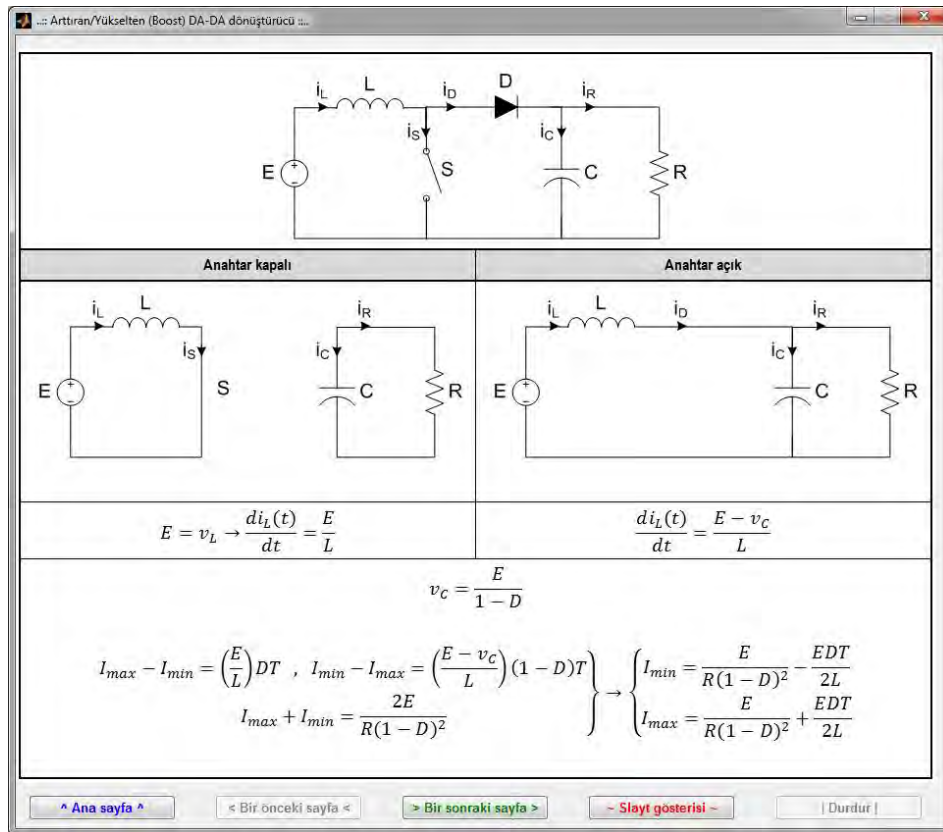 ..:: Arttıran/Yükselten (Boost) DA-DA dönüştürücü ::..
i_L L i_D D i_R
i_S i_C
E + − S C R
Anahtar kapalı Anahtar açık
i_L L i_R i_L L i_D i_R
i_S i_C i_C
E + − S C R E + − C R
E = v_L → di_L(t)/dt = E/L
di_L(t)/dt = (E − v_C)/L
v_C = E/(1 − D)
I_max − I_min = (E/L)DT , I_min − I_max = ((E − v_C)/L)(1 − D)T
I_max + I_min = 2E/(R(1 − D)^2)
→
I_min = E/(R(1 − D)^2) − EDT/2L
I_max = E/(R(1 − D)^2) + EDT/2L
^ Ana sayfa ^ < Bir önceki sayfa < > Bir sonraki sayfa > ~ Slayt gösterisi ~ | Durdur |